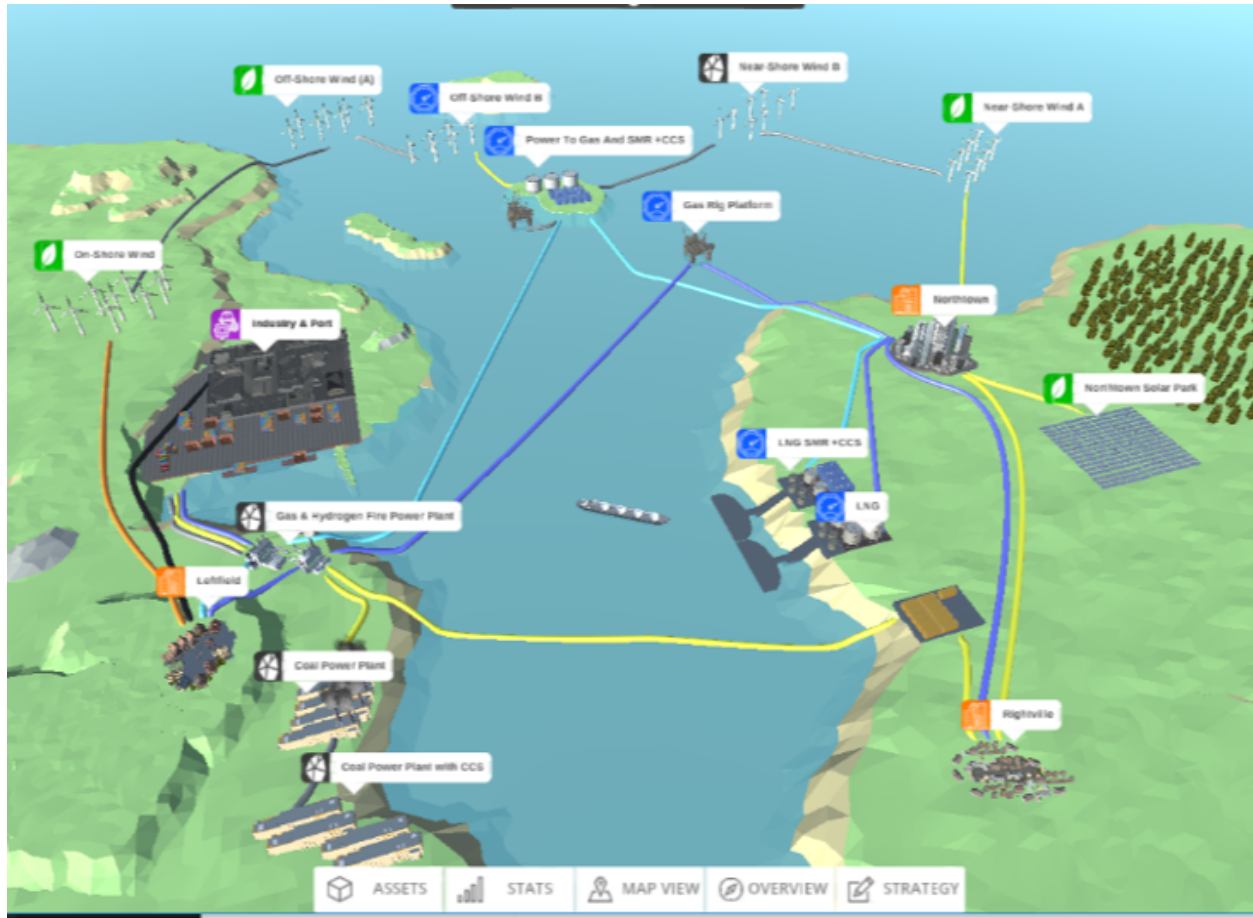 Near-Shore Wind B
Off-Shore Wind (A)
Off-Shore Wind B
Near-Shore Wind A
Power To Gas And SMR +CCS
Gas Rig Platform
On-Shore Wind
Northtown
Industry & Port
Northtown Solar Park
LNG SMR +CCS
LNG
Gas & Hydrogen Fire Power Plant
Leftfield
Coal Power Plant
Rightville
Coal Power Plant with CCS
ASSETS
STATS
MAP VIEW
OVERVIEW
STRATEGY